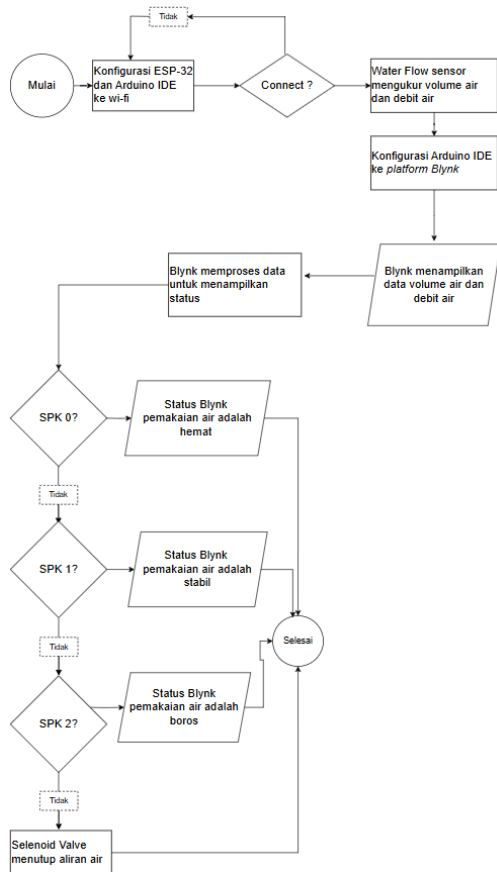 Tidak
Mulai
Konfigurasi ESP-32
dan Arduino IDE
ke wi-fi
Connect ?
Water Flow sensor
mengukur volume air
dan debit air
Konfigurasi Arduino IDE
ke platform Blynk
Blynk menampilkan
data volume air dan
debit air
Blynk memproses data
untuk menampilkan
status
SPK 0?
Status Blynk
pemakaian air adalah
hemat
Tidak
SPK 1?
Status Blynk
pemakaian air adalah
stabil
Selesai
Tidak
SPK 2?
Status Blynk
pemakaian air adalah
boros
Tidak
Selenoid Valve
menutup aliran air